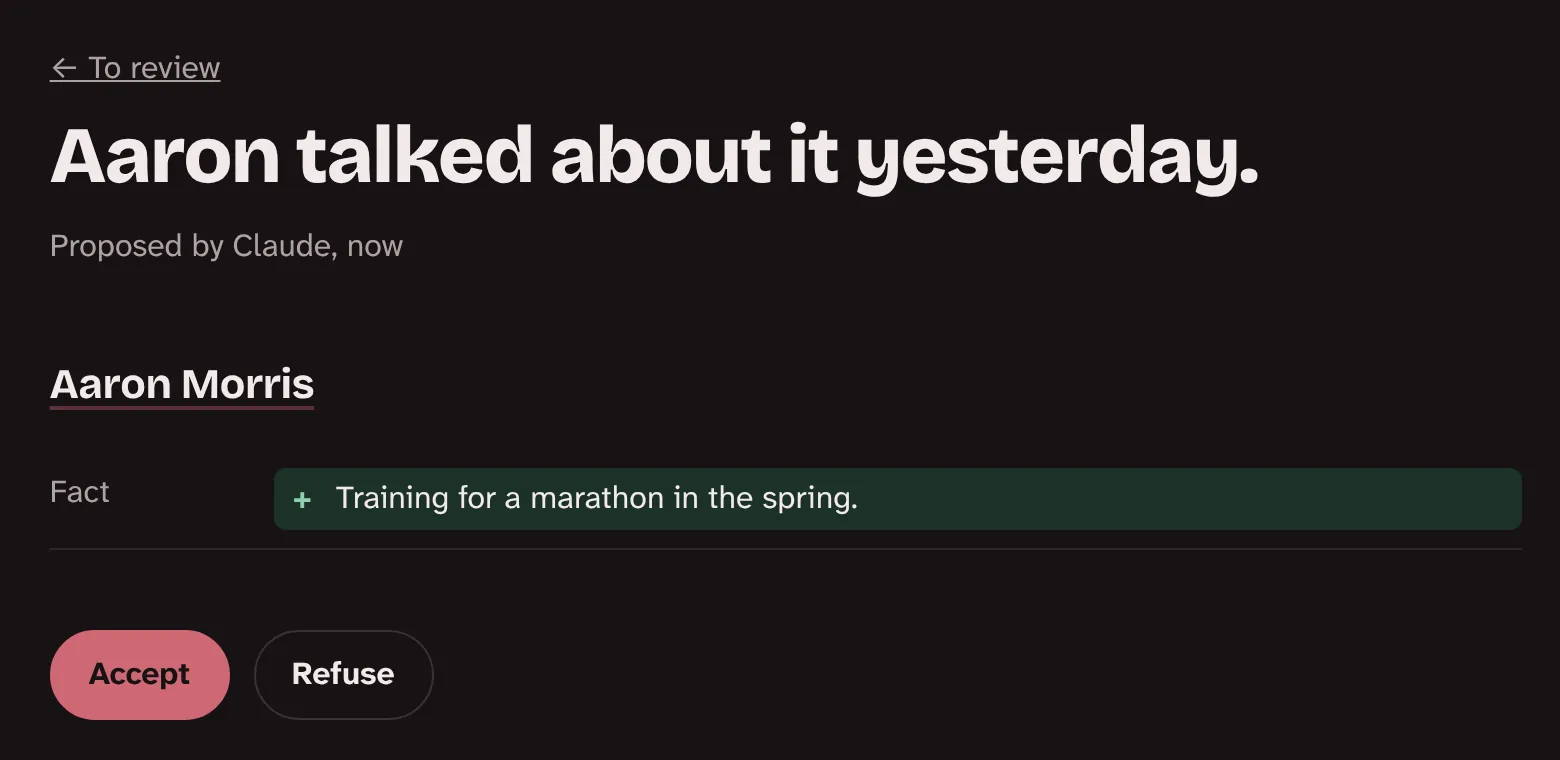 ← To review
Aaron talked about it yesterday.
Proposed by Claude, now
Aaron Morris
Fact
+ Training for a marathon in the spring.
Accept
Refuse